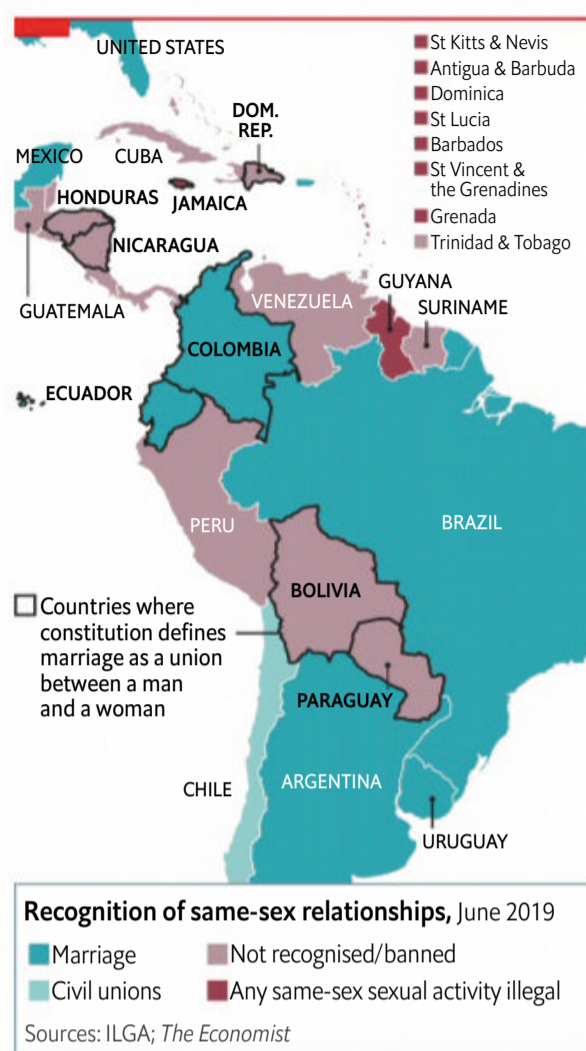 UNITED STATES
St Kitts & Nevis
Antigua & Barbuda
Dominica
St Lucia
Barbados
St Vincent &
the Grenadines
Grenada
Trinidad & Tobago
DOM.
REP.
MEXICO
CUBA
HONDURAS
JAMAICA
NICARAGUA
GUATEMALA
VENEZUELA
GUYANA
SURINAME
COLOMBIA
ECUADOR
PERU
BRAZIL
BOLIVIA
Countries where
constitution defines
marriage as a union
between a man
and a woman
PARAGUAY
CHILE
ARGENTINA
URUGUAY
Recognition of same-sex relationships, June 2019
Marriage
Not recognised/banned
Civil unions
Any same-sex sexual activity illegal
Sources: ILGA; The Economist